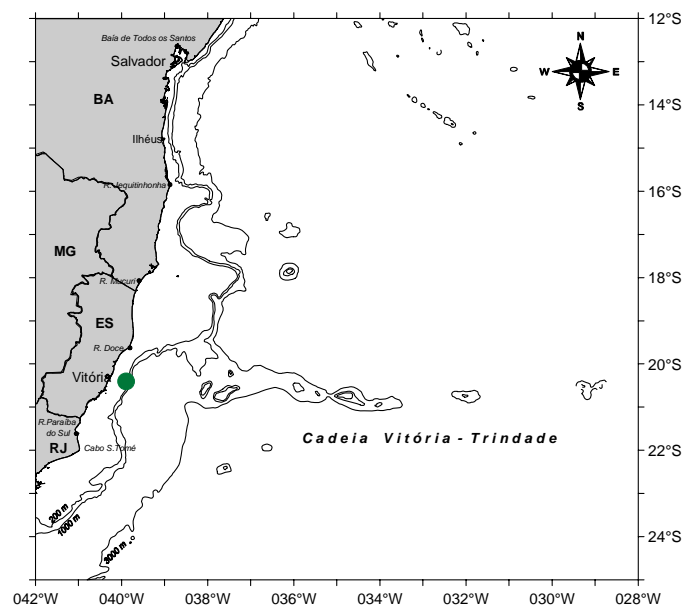 12°S
Baía de Todos os Santos
Salvador
N
W E
S
BA
14°S
Ilhéus
R. Jequitinhonha
16°S
MG
R. Mucuri
18°S
ES
R. Doce
20°S
Vitória
R.Paraíba
do Sul
RJ
Cabo S.Tomé
Cadeia Vitória - Trindade
22°S
200 m
1000 m
3000 m
24°S
042°W 040°W 038°W 036°W 034°W 032°W 030°W 028°W